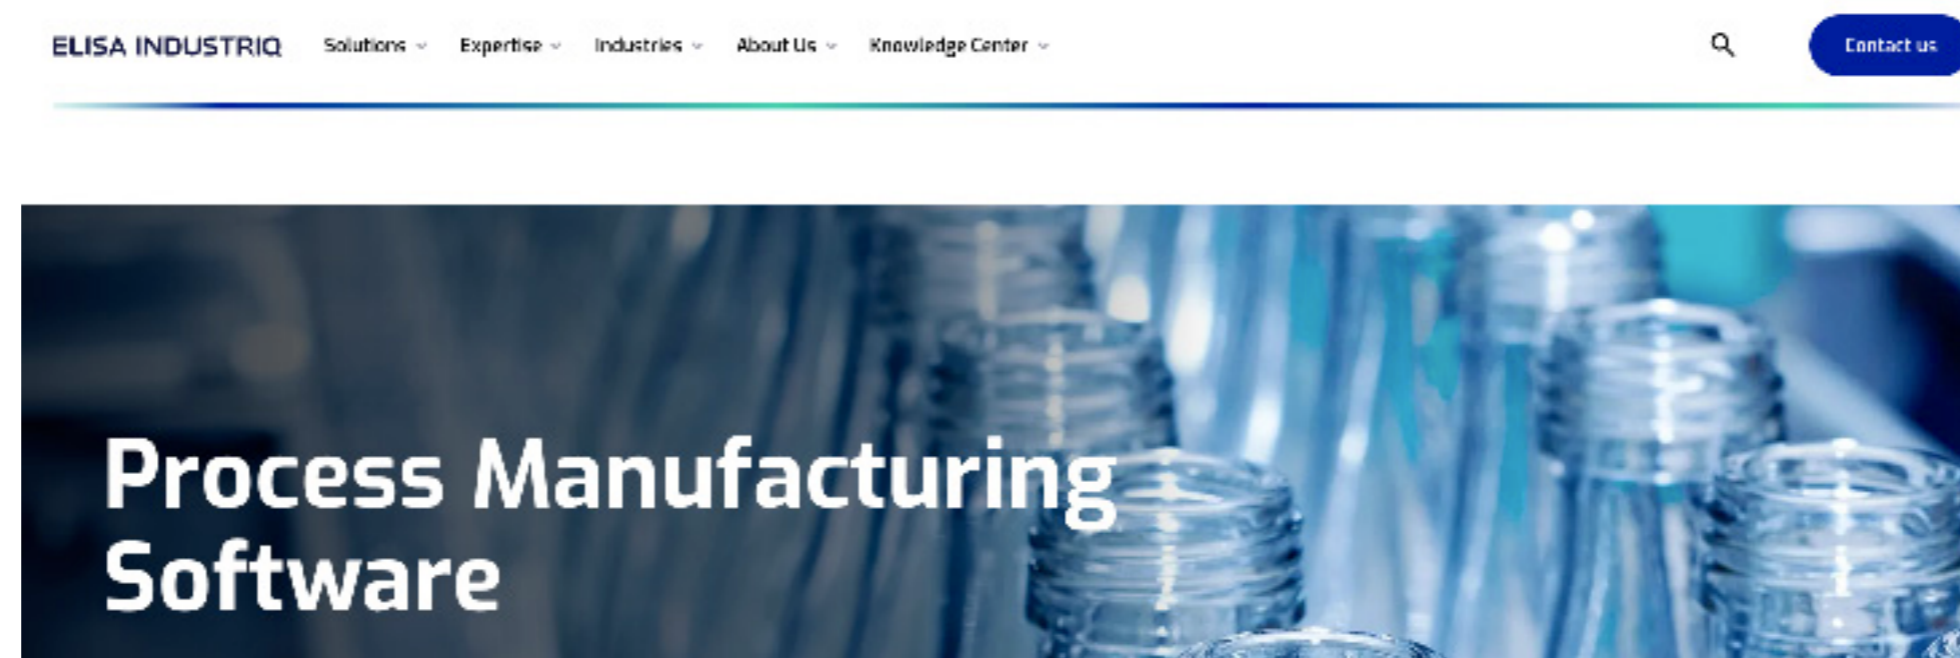 ELISA INDUSTRIQ Solutions Expertise Industries About Us Knowledge Center Contact us
Process Manufacturing
Software